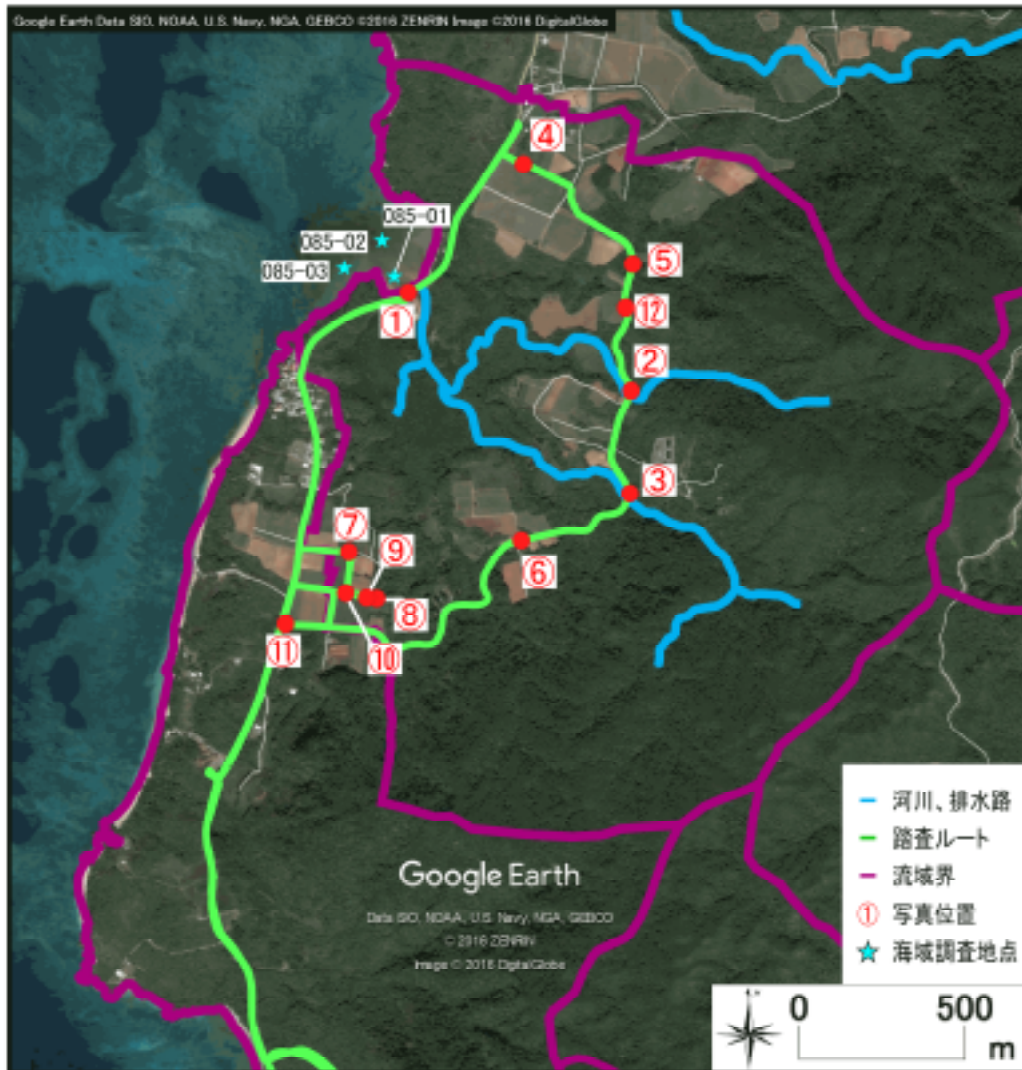 Google Earth Data SIO, NOAA, U.S. Navy, NGA, GEBCO ©2016 ZENRIN Image ©2016 DigitalGlobe
④
085-01
085-02
085-03
⑤
①
⑫
②
③
⑦
⑨
⑥
⑧
⑪
⑩
河川、排水路
踏査ルート
流域界
① 写真位置
海域調査地点
Google Earth
Data SIO, NOAA, U.S. Navy, NGA, GEBCO
© 2016 ZENRIN
Image © 2016 DigitalGlobe
0 500
m